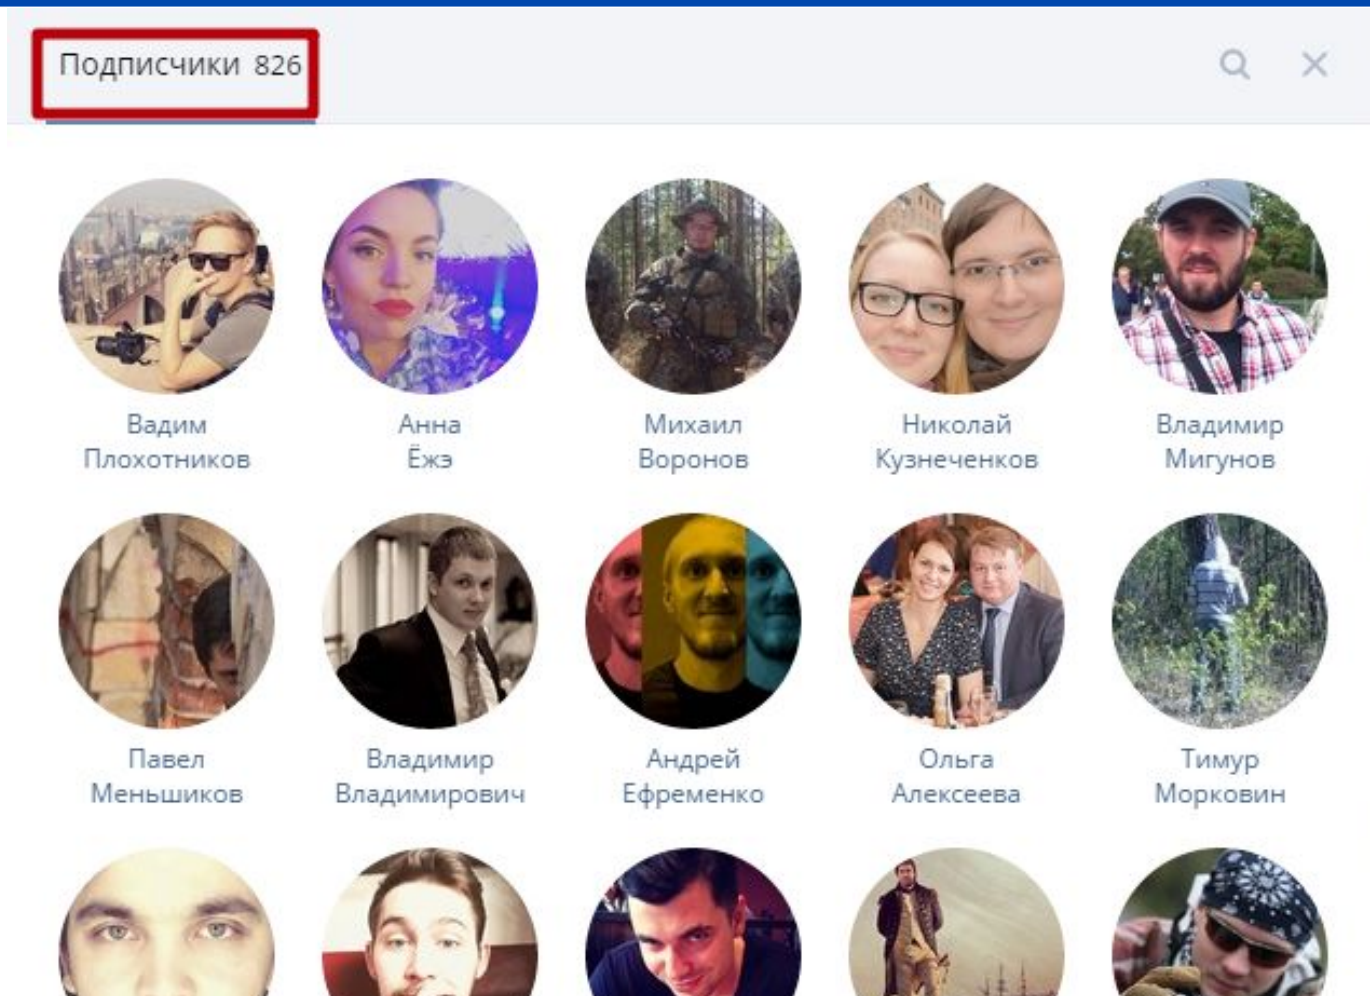 Подписчики 826
Вадим
Плохотников
Анна
Ёжэ
Михаил
Воронов
Николай
Кузнеченков
Владимир
Мигунов
Павел
Меньшиков
Владимир
Владимирович
Андрей
Ефременко
Ольга
Алексеева
Тимур
Морковин